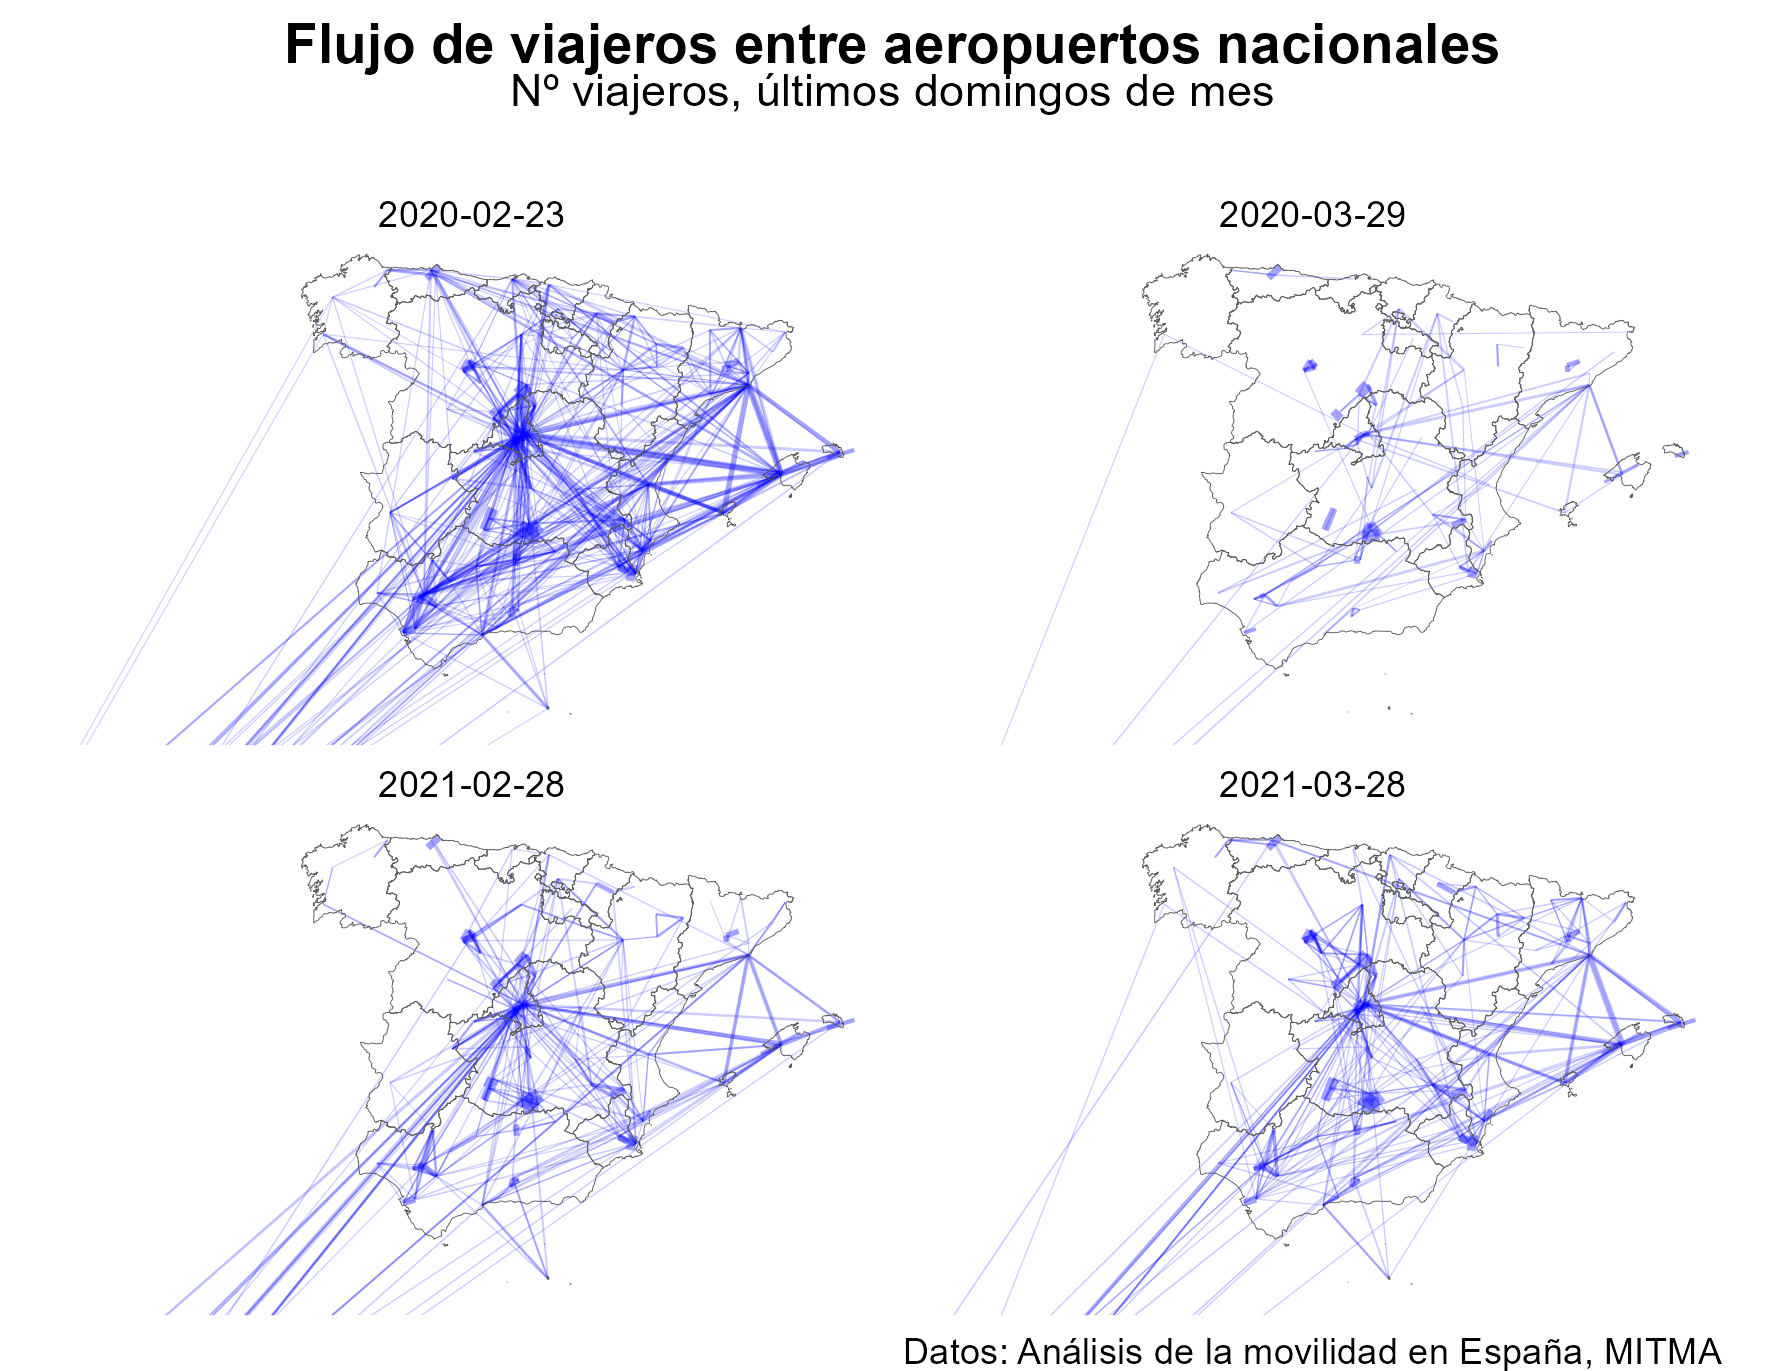 Flujo de viajeros entre aeropuertos nacionales
Nº viajeros, últimos domingos de mes
2020-02-23
2020-03-29
2021-02-28
2021-03-28
Datos: Análisis de la movilidad en España, MITMA